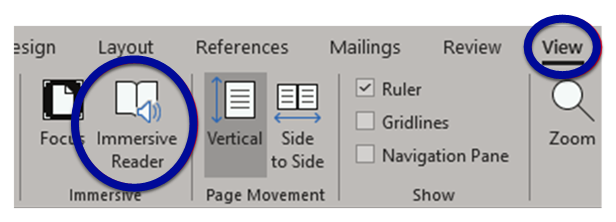 esign Layout References Mailings Review View
Focus Immersive Reader Vertical Side to Side Ruler Gridlines Navigation Pane Zoom
Immersive Page Movement Show